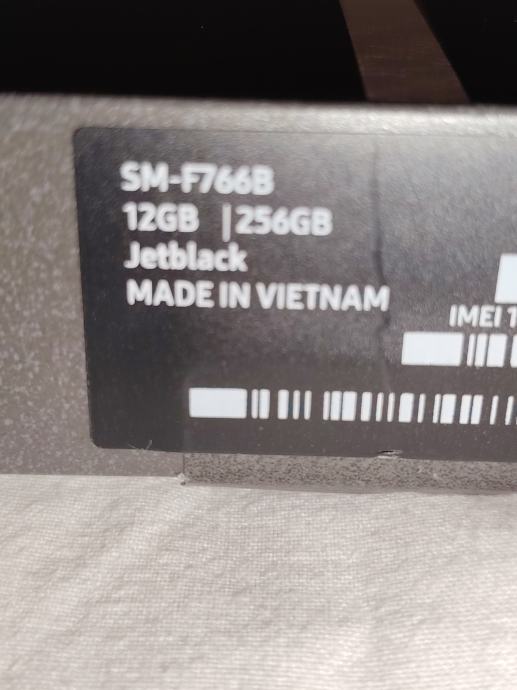 SM-F766B
12GB | 256GB
Jetblack
MADE IN VIETNAM
IMEI 1